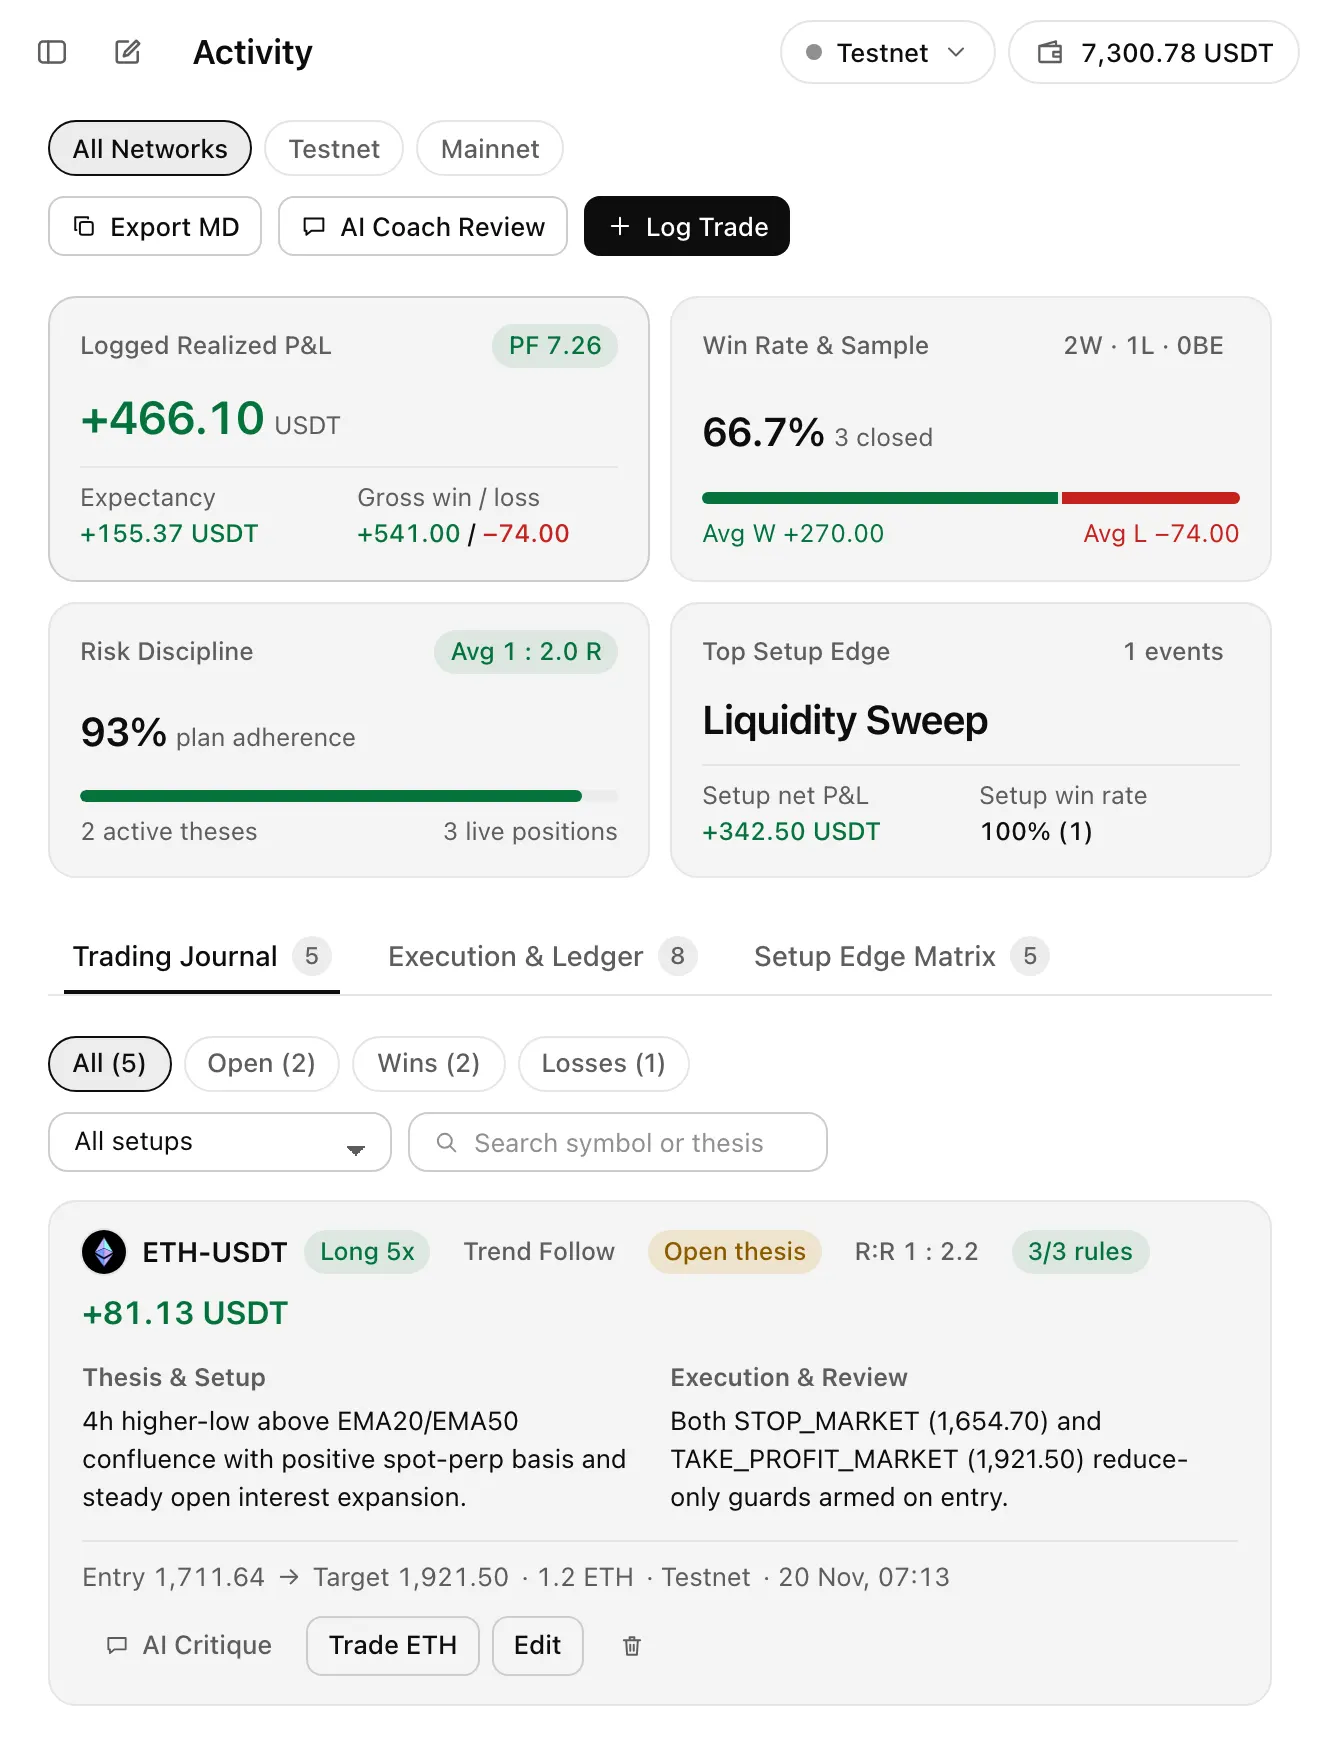 Activity
Testnet
7,300.78 USDT
All Networks
Testnet
Mainnet
Export MD
AI Coach Review
Log Trade
Logged Realized P&L
PF 7.26
+466.10 USDT
Expectancy
+155.37 USDT
Gross win / loss
+541.00 / −74.00
Win Rate & Sample
2W · 1L · 0BE
66.7% 3 closed
Avg W +270.00
Avg L −74.00
Risk Discipline
Avg 1 : 2.0 R
93% plan adherence
2 active theses
3 live positions
Top Setup Edge
1 events
Liquidity Sweep
Setup net P&L
+342.50 USDT
Setup win rate
100% (1)
Trading Journal 5
Execution & Ledger 8
Setup Edge Matrix 5
All (5)
Open (2)
Wins (2)
Losses (1)
All setups
Search symbol or thesis
ETH-USDT
Long 5x
Trend Follow
Open thesis
R:R 1 : 2.2
3/3 rules
+81.13 USDT
Thesis & Setup
4h higher-low above EMA20/EMA50
confluence with positive spot-perp basis and
steady open interest expansion.
Execution & Review
Both STOP_MARKET (1,654.70) and
TAKE_PROFIT_MARKET (1,921.50) reduce-
only guards armed on entry.
Entry 1,711.64 → Target 1,921.50 · 1.2 ETH · Testnet · 20 Nov, 07:13
AI Critique
Trade ETH
Edit